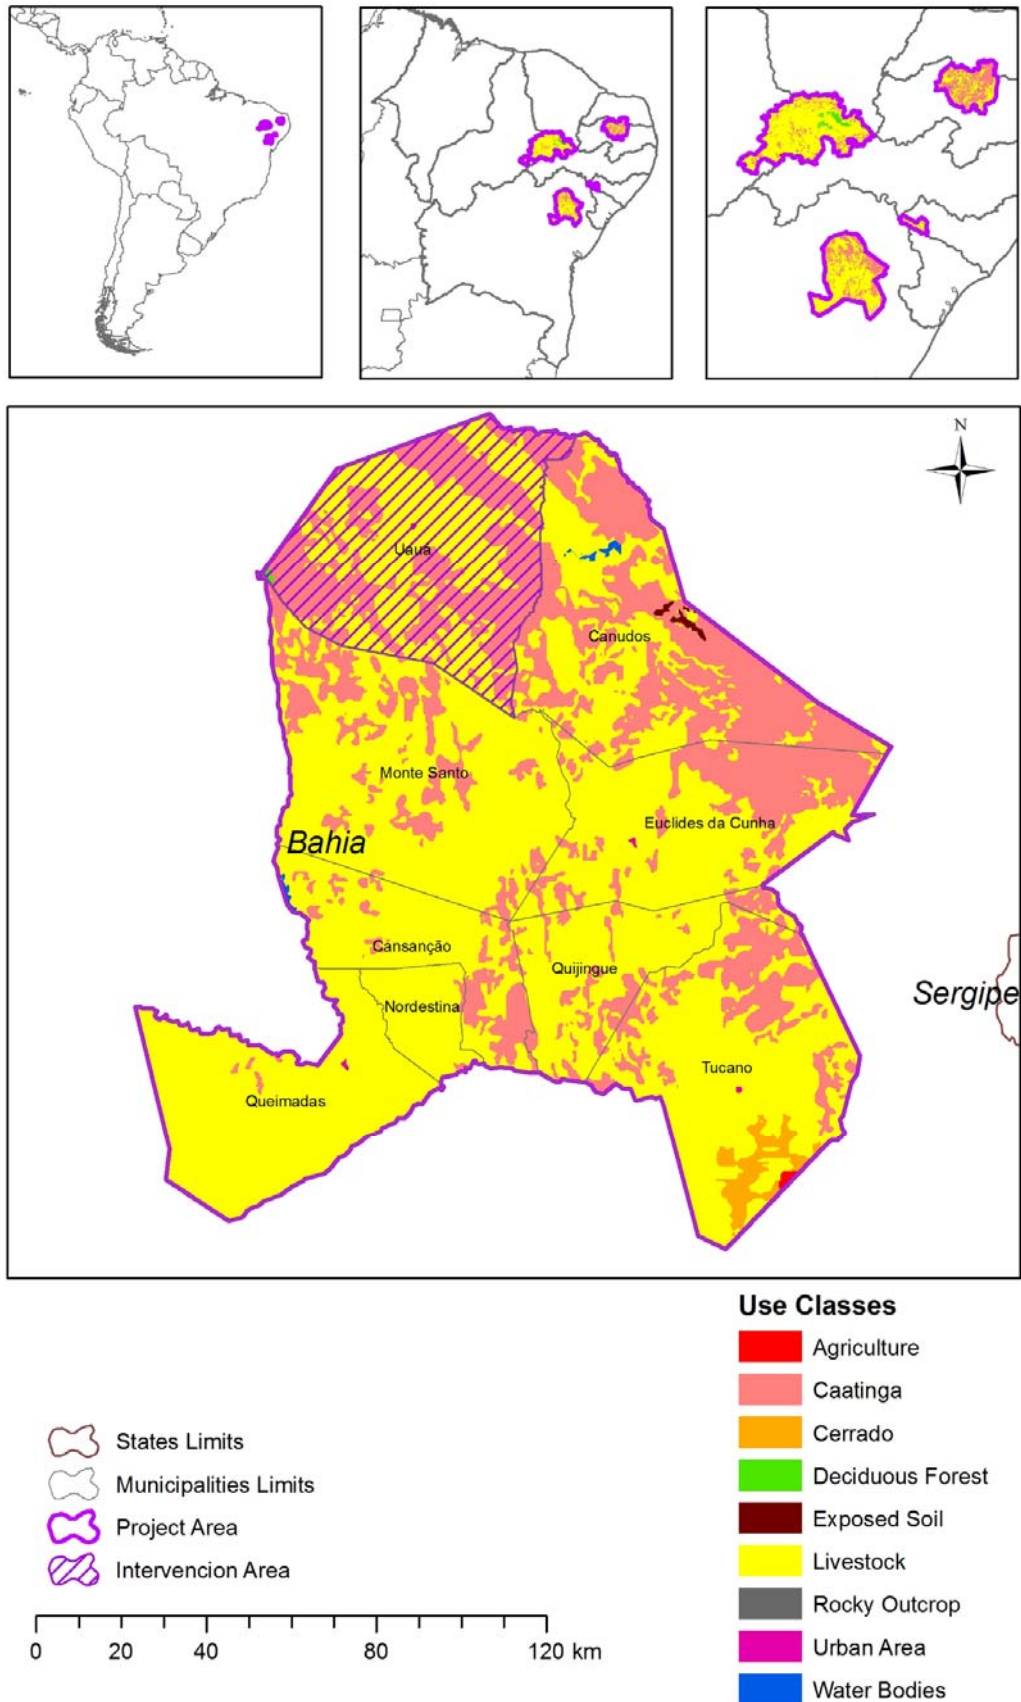 N
Uauá
Canudos
Monte Santo
Euclides da Cunha
Bahia
Cansanção
Quijingue
Nordestina
Sergipe
Tucano
Queimadas
Use Classes
Agriculture
Caatinga
Cerrado
Deciduous Forest
Exposed Soil
Livestock
Rocky Outcrop
Urban Area
Water Bodies
States Limits
Municipalities Limits
Project Area
Intervencion Area
0 20 40 80 120 km